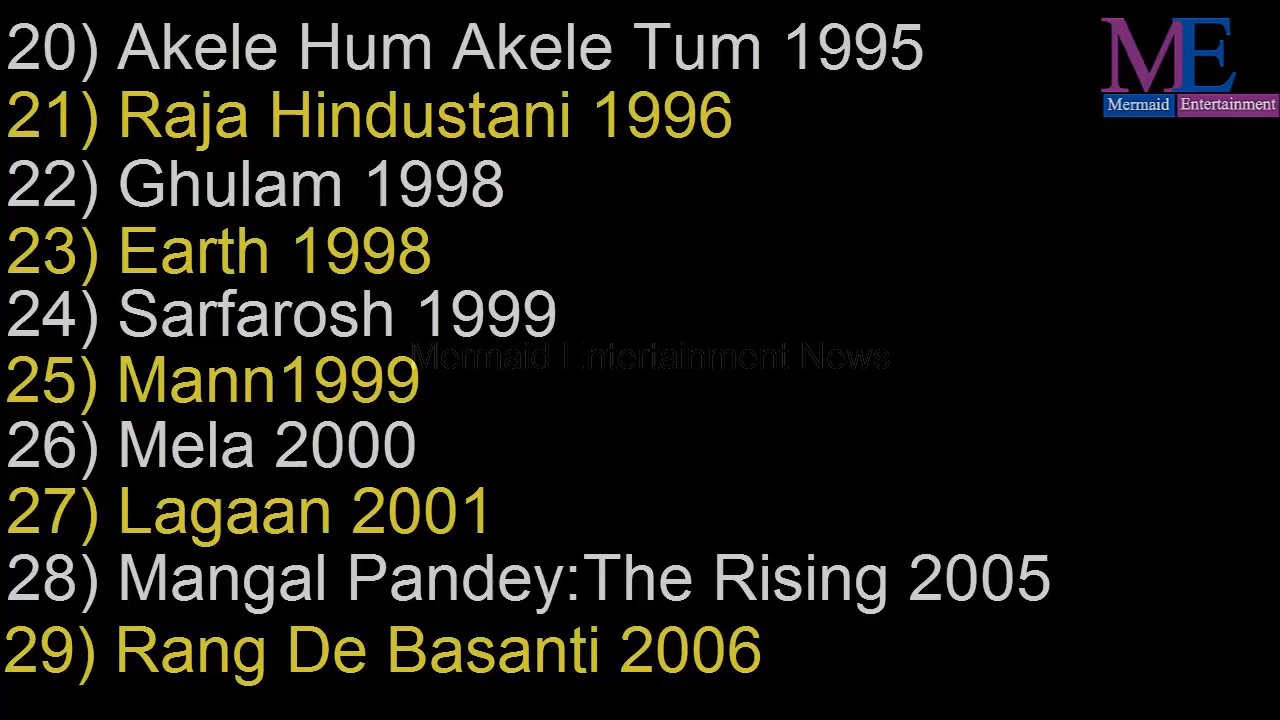 20) Akele Hum Akele Tum 1995
21) Raja Hindustani 1996
22) Ghulam 1998
23) Earth 1998
24) Sarfarosh 1999
25) Mann1999
26) Mela 2000
27) Lagaan 2001
28) Mangal Pandey:The Rising 2005
29) Rang De Basanti 2006
ME
Mermaid Entertainment
Mermaid Entertainment News